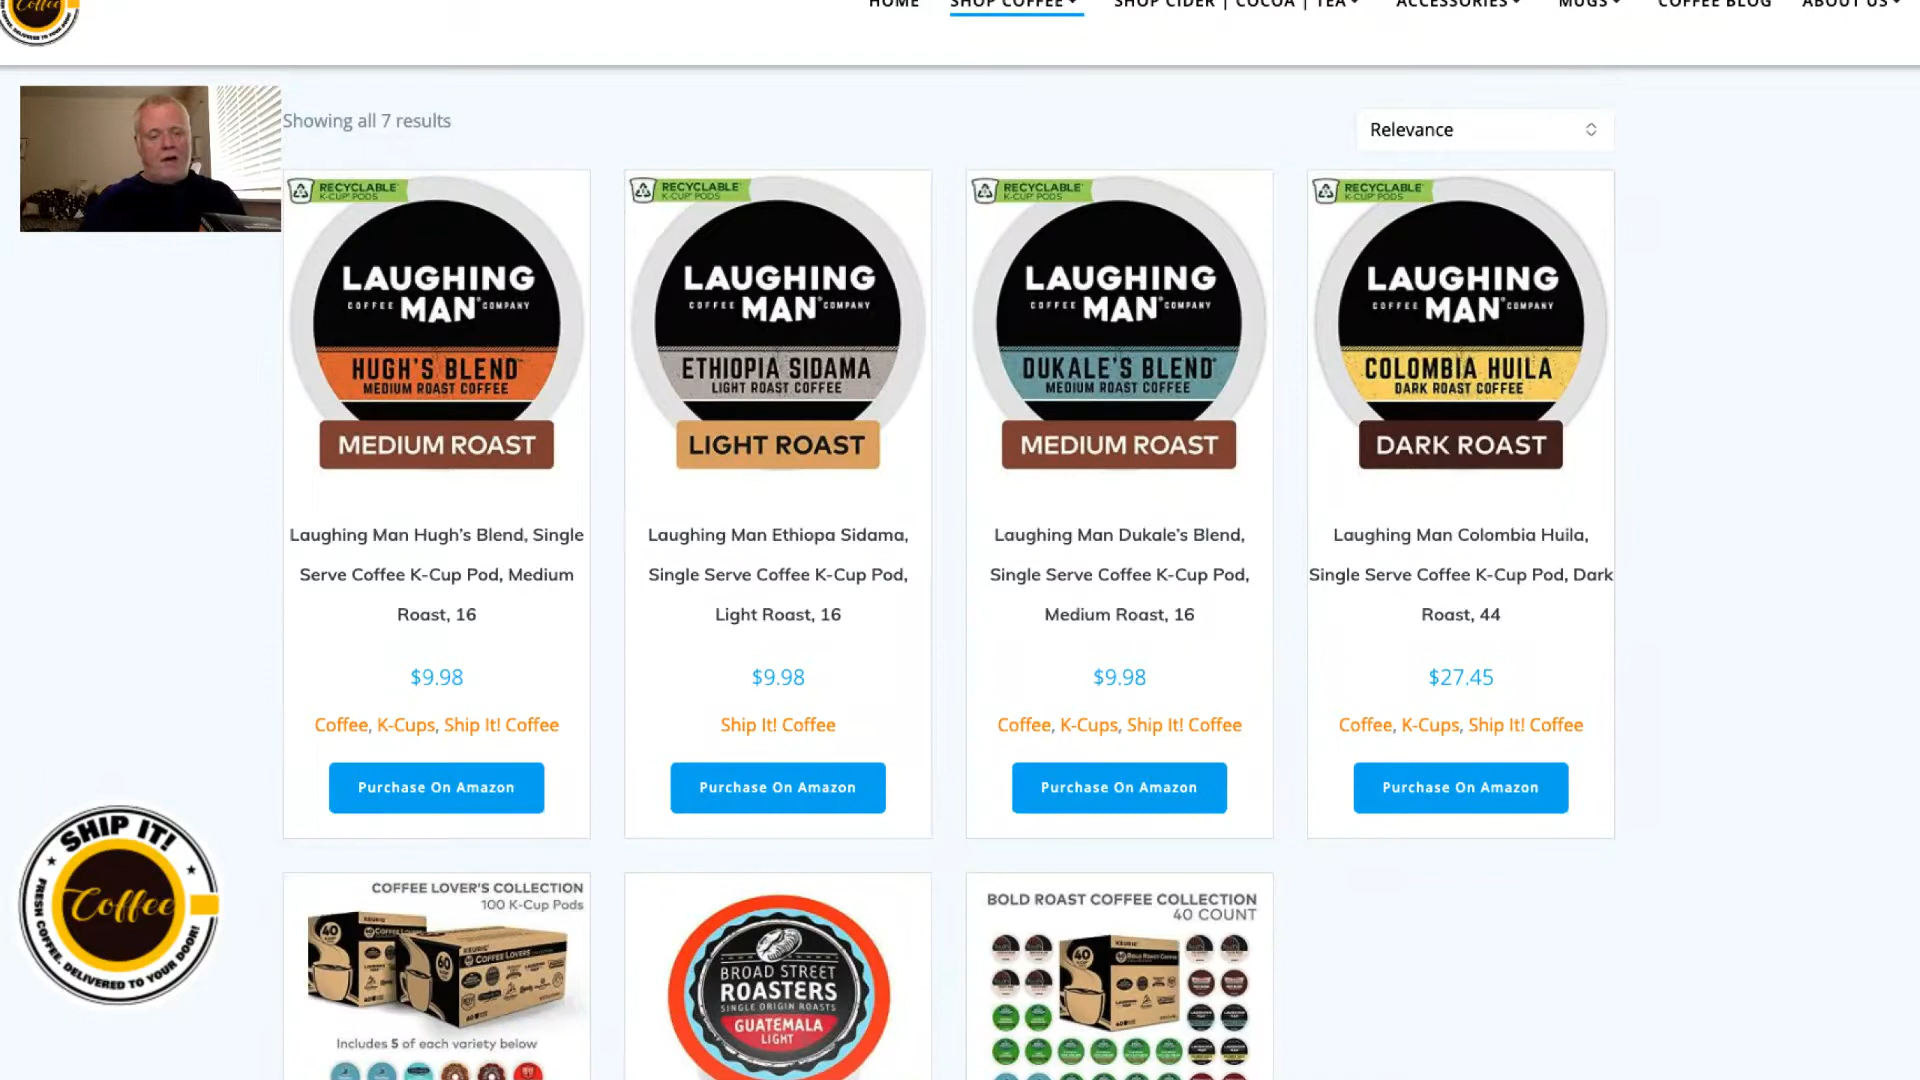 HOME SHOP COFFEE SHOP CIDER | COCOA | TEA ACCESSORIES MUGS COFFEE BLOG ABOUT US
Coffee
Showing all 7 results
Relevance
RECYCLABLE
K-CUP PODS
LAUGHING
COFFEE MAN COMPANY
HUGH'S BLEND
MEDIUM ROAST COFFEE
MEDIUM ROAST
Laughing Man Hugh's Blend, Single
Serve Coffee K-Cup Pod, Medium
Roast, 16
$9.98
Coffee, K-Cups, Ship It! Coffee
Purchase On Amazon
RECYCLABLE
K-CUP PODS
LAUGHING
COFFEE MAN COMPANY
ETHIOPIA SIDAMA
LIGHT ROAST COFFEE
LIGHT ROAST
Laughing Man Ethiopa Sidama,
Single Serve Coffee K-Cup Pod,
Light Roast, 16
$9.98
Ship It! Coffee
Purchase On Amazon
RECYCLABLE
K-CUP PODS
LAUGHING
COFFEE MAN COMPANY
DUKALE'S BLEND
MEDIUM ROAST COFFEE
MEDIUM ROAST
Laughing Man Dukale's Blend,
Single Serve Coffee K-Cup Pod,
Medium Roast, 16
$9.98
Coffee, K-Cups, Ship It! Coffee
Purchase On Amazon
RECYCLABLE
K-CUP PODS
LAUGHING
COFFEE MAN COMPANY
COLOMBIA HUILA
DARK ROAST COFFEE
DARK ROAST
Laughing Man Colombia Huila,
Single Serve Coffee K-Cup Pod, Dark
Roast, 44
$27.45
Coffee, K-Cups, Ship It! Coffee
Purchase On Amazon
SHIP IT!
Coffee
FRESH COFFEE. DELIVERED TO YOUR DOOR!
COFFEE LOVER'S COLLECTION
100 K-Cup Pods
40
60
KEURIG
COFFEE LOVERS
Includes 5 of each variety below
BROAD STREET
ROASTERS
SINGLE ORIGIN ROASTS
GUATEMALA
LIGHT
BOLD ROAST COFFEE COLLECTION
40 COUNT
KEURIG
40
BOLD ROAST COFFEE